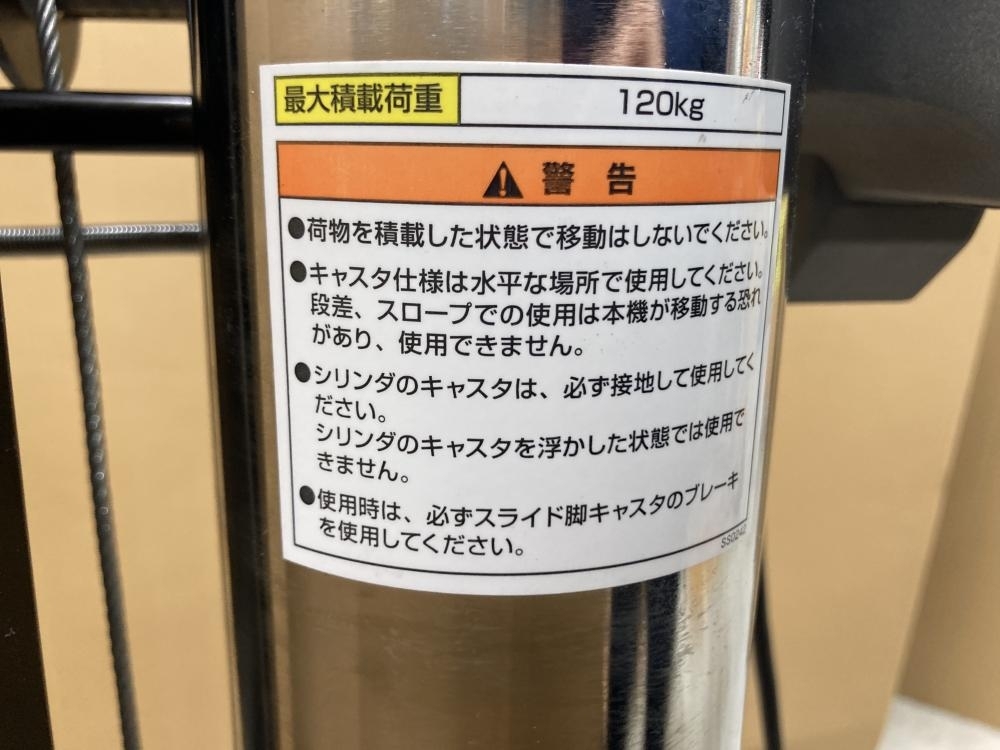 最大積載荷重 120kg
警告
●荷物を積載した状態で移動はしないでください。
●キャスタ仕様は水平な場所で使用してください。
段差、スロープでの使用は本機が移動する恐れ
があり、使用できません。
●シリンダのキャスタは、必ず接地して使用してく
ださい。
シリンダのキャスタを浮かした状態では使用で
きません。
●使用時は、必ずスライド脚キャスタのブレーキ
を使用してください。
SS0242